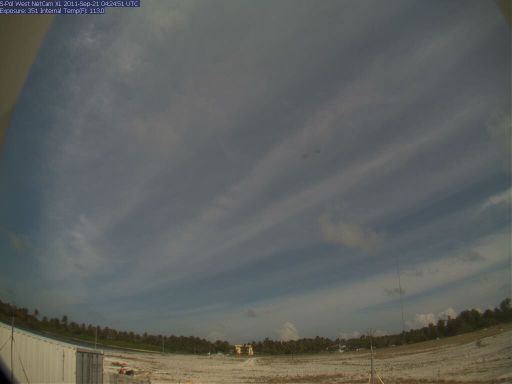 S-Pol West NetCam XL 2011-Sep-21 04:24:51 UTC
Exposure: 351 Internal Temp(F): 113.0